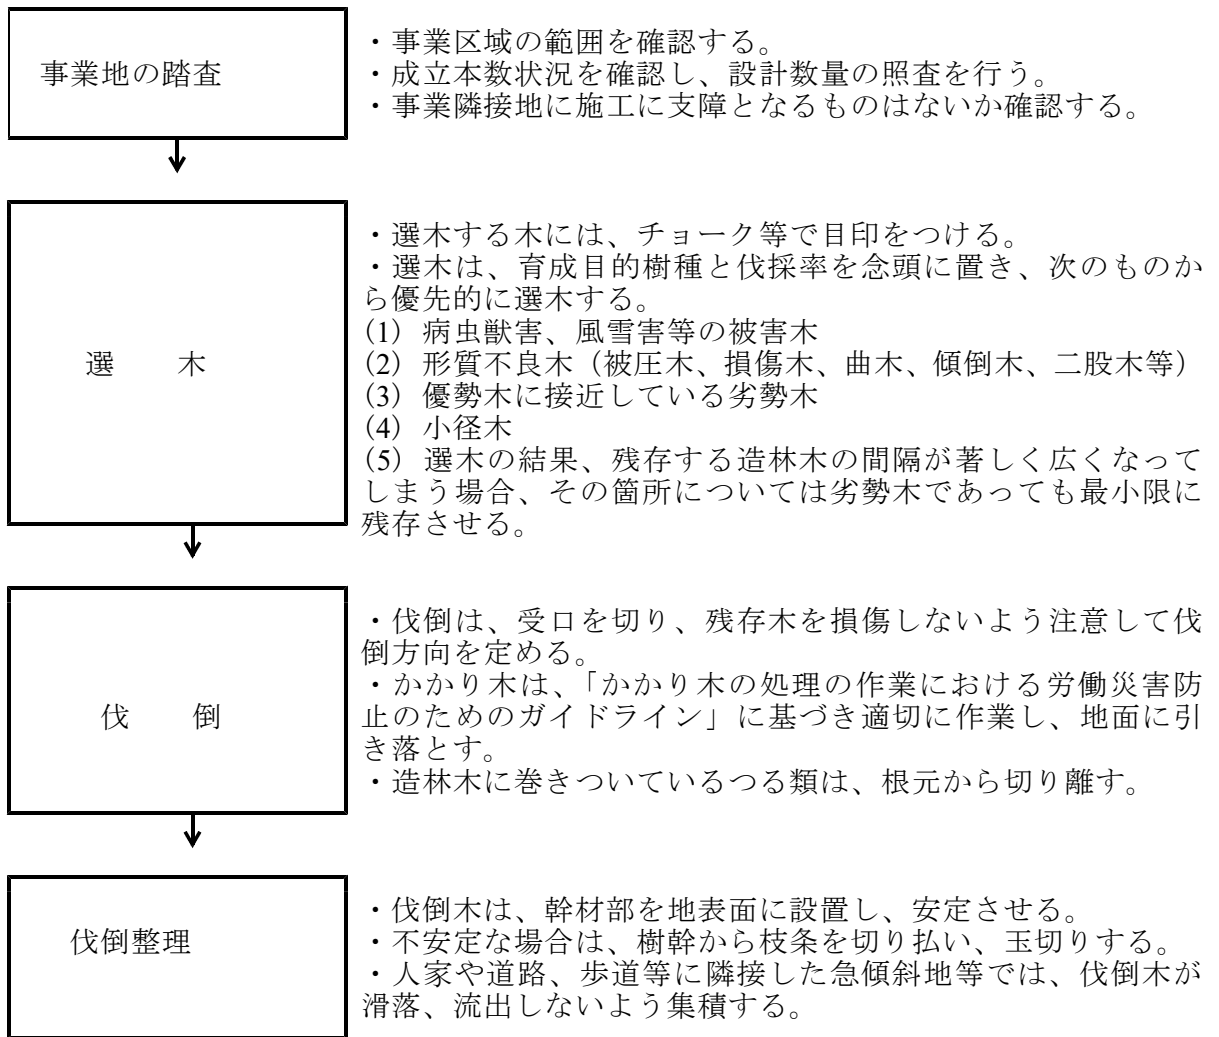 事業地の踏査
・事業区域の範囲を確認する。
・成立本数状況を確認し、設計数量の照査を行う。
・事業隣接地に施工に支障となるものはないか確認する。
選　木
・選木する木には、チョーク等で目印をつける。
・選木は、育成目的樹種と伐採率を念頭に置き、次のものか
ら優先的に選木する。
(1) 病虫獣害、風雪害等の被害木
(2) 形質不良木（被圧木、損傷木、曲木、傾倒木、二股木等）
(3) 優勢木に接近している劣勢木
(4) 小径木
(5) 選木の結果、残存する造林木の間隔が著しく広くなって
しまう場合、その箇所については劣勢木であっても最小限に
残存させる。
伐　倒
・伐倒は、受口を切り、残存木を損傷しないよう注意して伐
倒方向を定める。
・かかり木は、「かかり木の処理の作業における労働災害防
止のためのガイドライン」に基づき適切に作業し、地面に引
き落とす。
・造林木に巻きついているつる類は、根元から切り離す。
伐倒整理
・伐倒木は、幹材部を地表面に設置し、安定させる。
・不安定な場合は、樹幹から枝条を切り払い、玉切りする。
・人家や道路、歩道等に隣接した急傾斜地等では、伐倒木が
滑落、流出しないよう集積する。